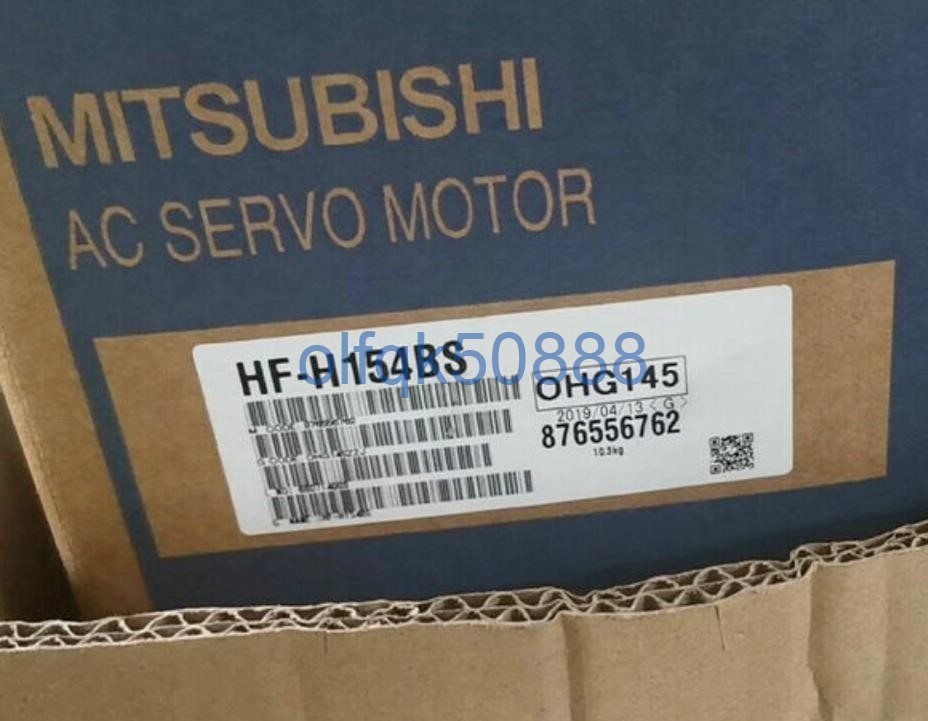 MITSUBISHI
AC SERVO MOTOR
HF-H154BS
olfqk50888
OHG145
2019/04/13 < G >
876556762
10.3kg